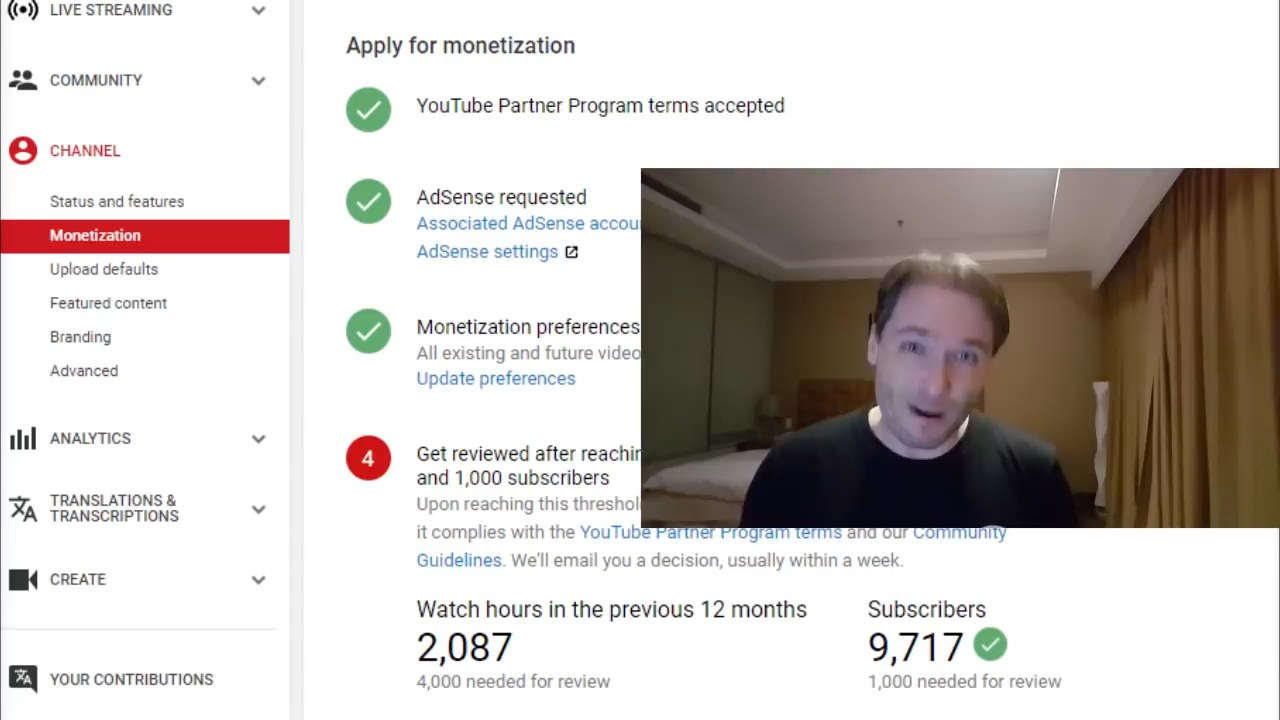 LIVE STREAMING
COMMUNITY
CHANNEL
Status and features
Monetization
Upload defaults
Featured content
Branding
Advanced
ANALYTICS
TRANSLATIONS &
TRANSCRIPTIONS
CREATE
YOUR CONTRIBUTIONS
Apply for monetization
YouTube Partner Program terms accepted
AdSense requested
Associated AdSense accou
AdSense settings
Monetization preferences
All existing and future video
Update preferences
4
Get reviewed after reachin
and 1,000 subscribers
Upon reaching this threshol
it complies with the YouTube Partner Program terms and our Community
Guidelines. We'll email you a decision, usually within a week.
Watch hours in the previous 12 months
2,087
4,000 needed for review
Subscribers
9,717
1,000 needed for review